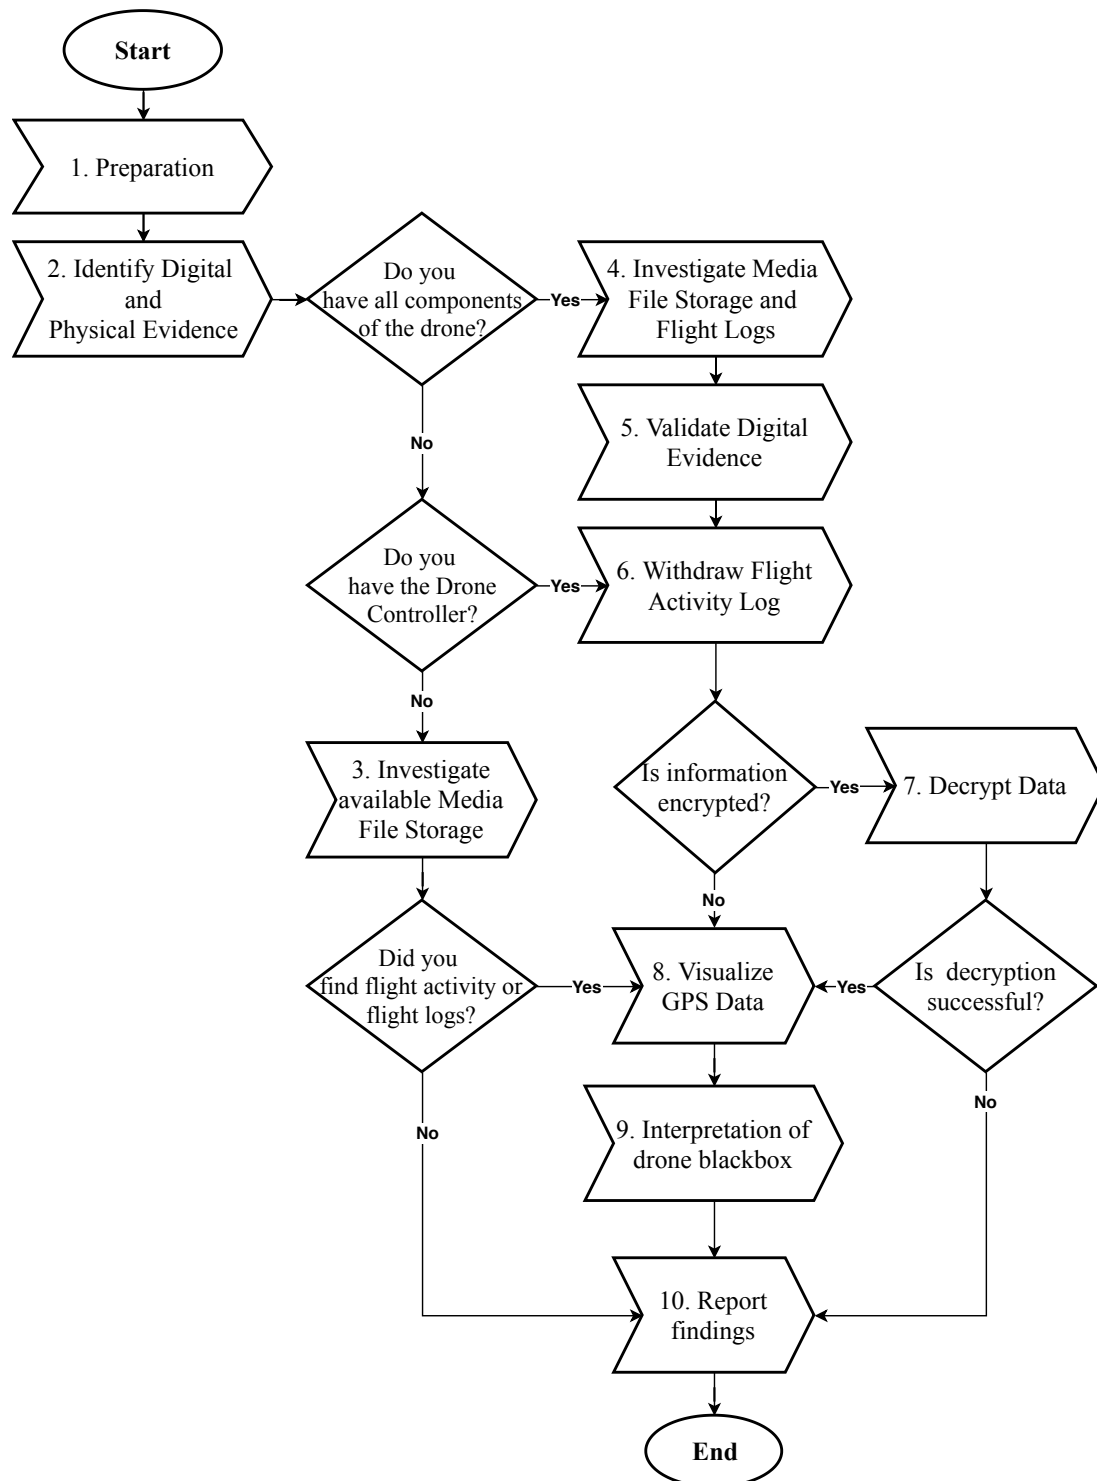 Start
1. Preparation
2. Identify Digital
and
Physical Evidence
Do you
have all components
of the drone?
Yes
4. Investigate Media
File Storage and
Flight Logs
No
5. Validate Digital
Evidence
Do you
have the Drone
Controller?
Yes
6. Withdraw Flight
Activity Log
No
3. Investigate
available Media
File Storage
Is information
encrypted?
Yes
7. Decrypt Data
No
Did you
find flight activity or
flight logs?
Yes
8. Visualize
GPS Data
Yes
Is decryption
successful?
No
9. Interpretation of
drone blackbox
No
10. Report
findings
End